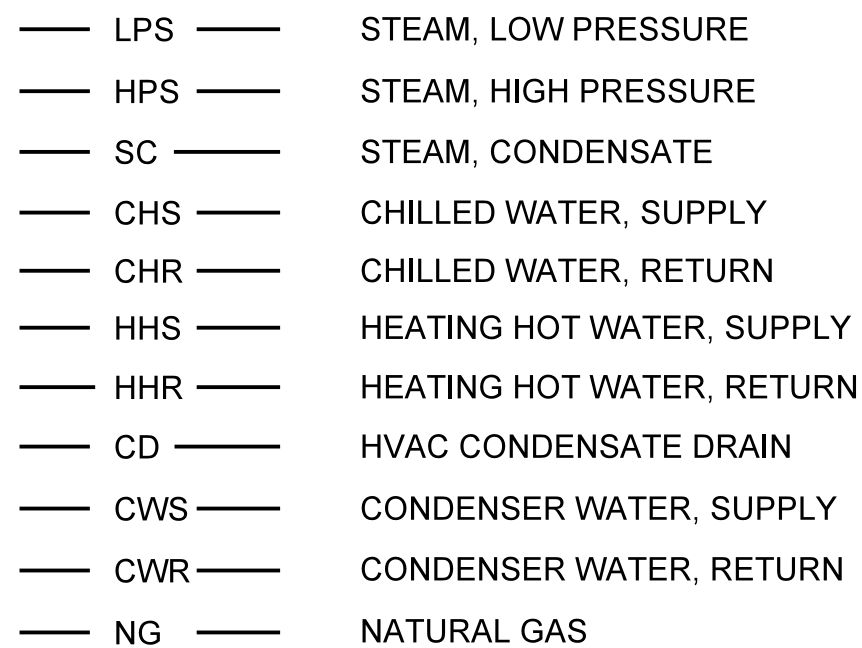 LPS STEAM, LOW PRESSURE
HPS STEAM, HIGH PRESSURE
SC STEAM, CONDENSATE
CHS CHILLED WATER, SUPPLY
CHR CHILLED WATER, RETURN
HHS HEATING HOT WATER, SUPPLY
HHR HEATING HOT WATER, RETURN
CD HVAC CONDENSATE DRAIN
CWS CONDENSER WATER, SUPPLY
CWR CONDENSER WATER, RETURN
NG NATURAL GAS